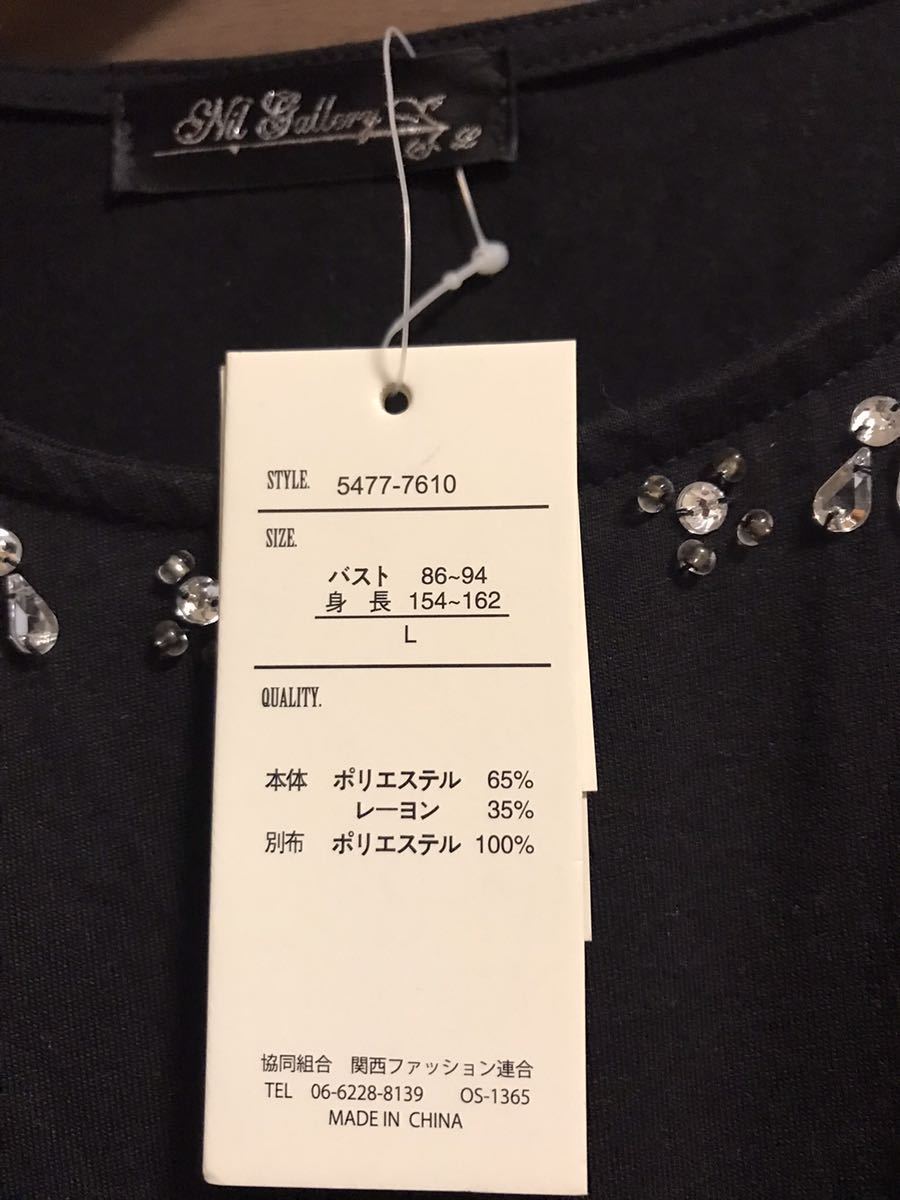 Nil Gallery
L
STYLE. 5477-7610
SIZE.
バスト 86~94
身 長 154~162
L
QUALITY.
本体 ポリエステル 65%
レーヨン 35%
別布 ポリエステル 100%
協同組合 関西ファッション連合
TEL 06-6228-8139 OS-1365
MADE IN CHINA